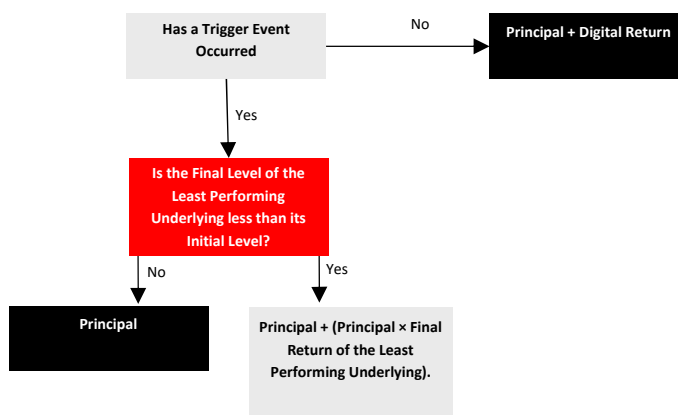 Has a Trigger Event
Occurred
No
Principal + Digital Return
Yes
Is the Final Level of the
Least Performing
Underlying less than its
Initial Level?
No
Yes
Principal
Principal + (Principal × Final
Return of the Least
Performing Underlying).